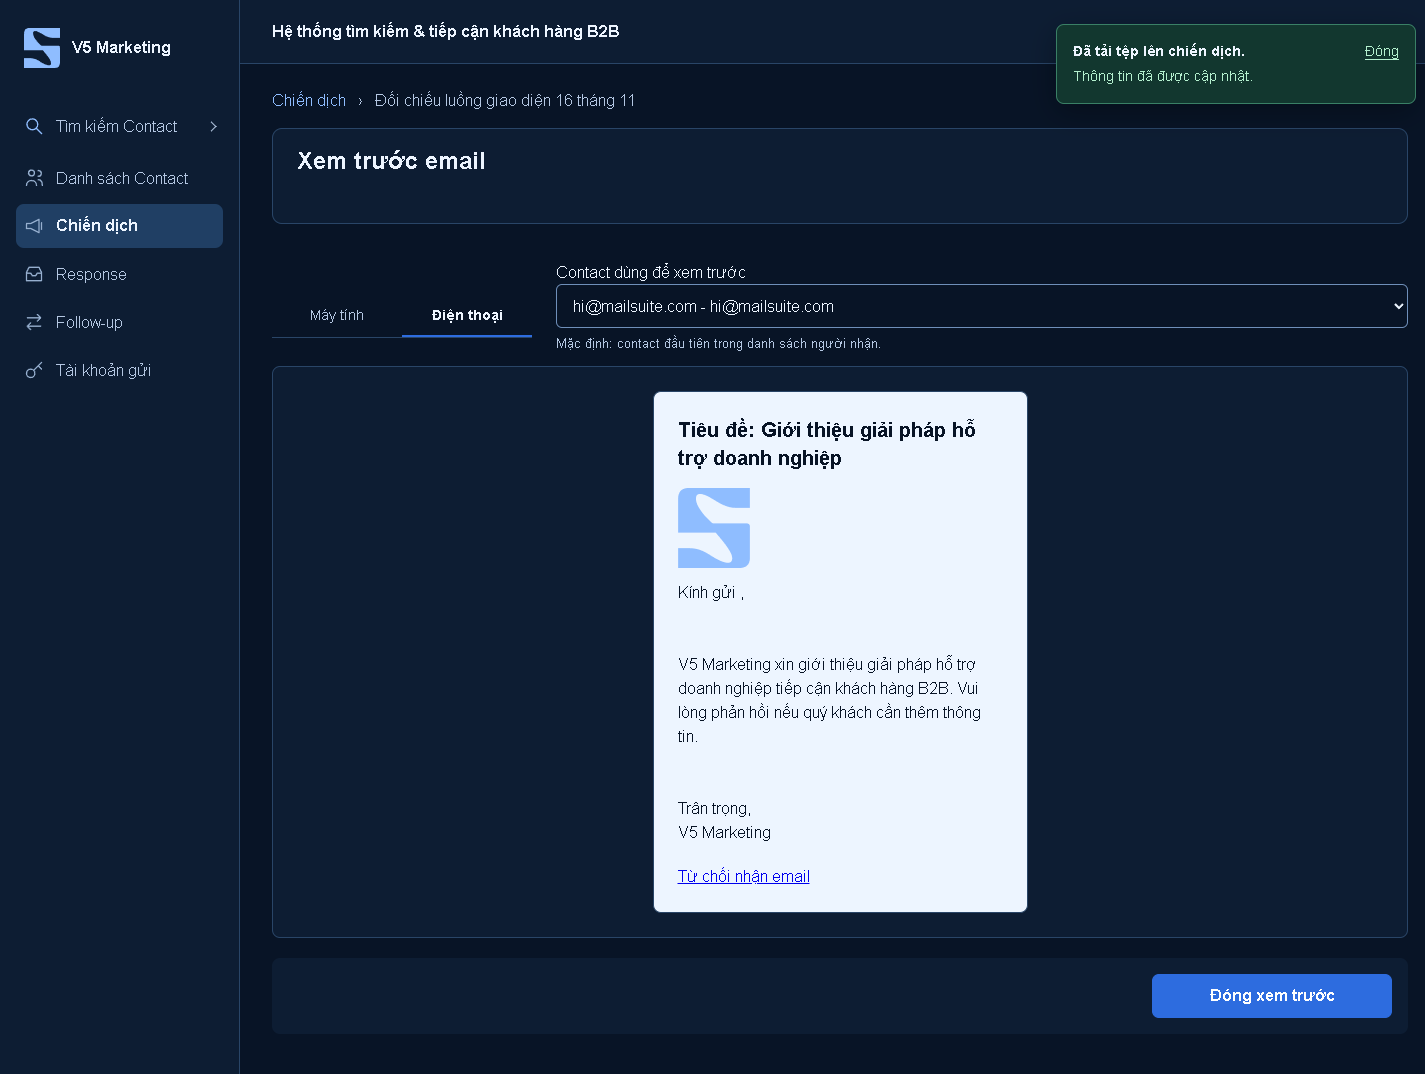 V5 Marketing
Hệ thống tìm kiếm & tiếp cận khách hàng B2B
Đã tải tệp lên chiến dịch.
Đóng
Thông tin đã được cập nhật.
Tìm kiếm Contact
Danh sách Contact
Chiến dịch
Response
Follow-up
Tài khoản gửi
Chiến dịch › Đối chiếu luồng giao diện 16 tháng 11
Xem trước email
Máy tính
Điện thoại
Contact dùng để xem trước
hi@mailsuite.com - hi@mailsuite.com
Mặc định: contact đầu tiên trong danh sách người nhận.
Tiêu đề: Giới thiệu giải pháp hỗ
trợ doanh nghiệp
Kính gửi ,
V5 Marketing xin giới thiệu giải pháp hỗ trợ
doanh nghiệp tiếp cận khách hàng B2B. Vui
lòng phản hồi nếu quý khách cần thêm thông
tin.
Trân trọng,
V5 Marketing
Từ chối nhận email
Đóng xem trước